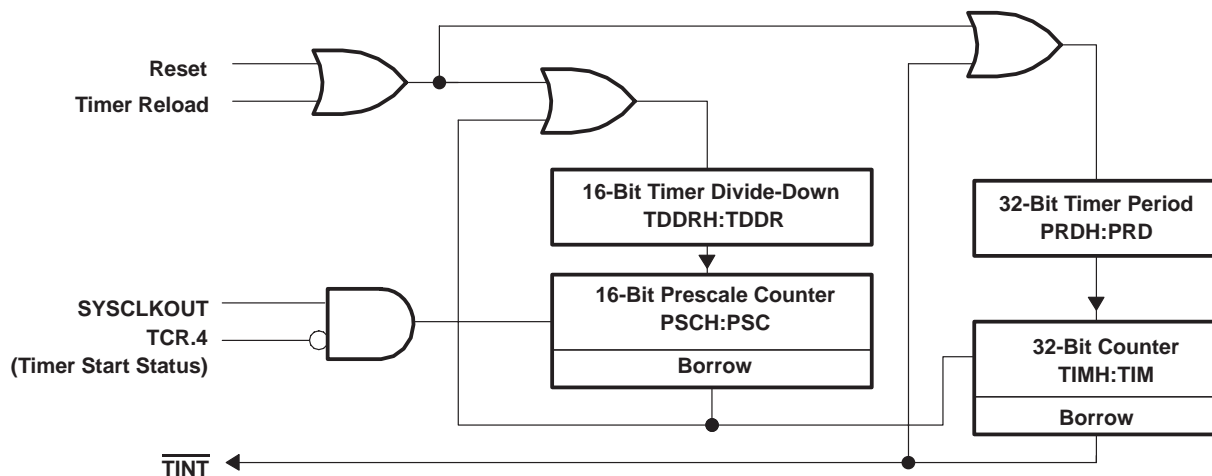 Reset
Timer Reload
16-Bit Timer Divide-Down
TDDRH:TDDR
32-Bit Timer Period
PRDH:PRD
SYSCLKOUT
TCR.4
(Timer Start Status)
16-Bit Prescale Counter
PSCH:PSC
Borrow
32-Bit Counter
TIMH:TIM
Borrow
TINT